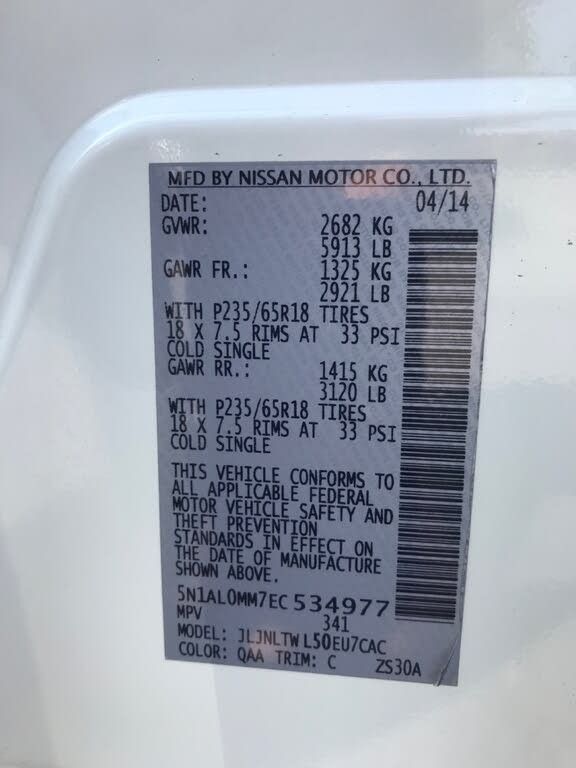 MFD BY NISSAN MOTOR CO., LTD.
DATE: 04/14
GVWR: 2682 KG
5913 LB
GAWR FR.: 1325 KG
2921 LB
WITH P235/65R18 TIRES
18 X 7.5 RIMS AT 33 PSI
COLD SINGLE
GAWR RR.: 1415 KG
3120 LB
WITH P235/65R18 TIRES
18 X 7.5 RIMS AT 33 PSI
COLD SINGLE
THIS VEHICLE CONFORMS TO
ALL APPLICABLE FEDERAL
MOTOR VEHICLE SAFETY AND
THEFT PREVENTION
STANDARDS IN EFFECT ON
THE DATE OF MANUFACTURE
SHOWN ABOVE.
5N1AL0MM7EC 534977
MPV 341
MODEL: JLJNLTW L50EU7CAC
COLOR: QAA TRIM: C ZS30A